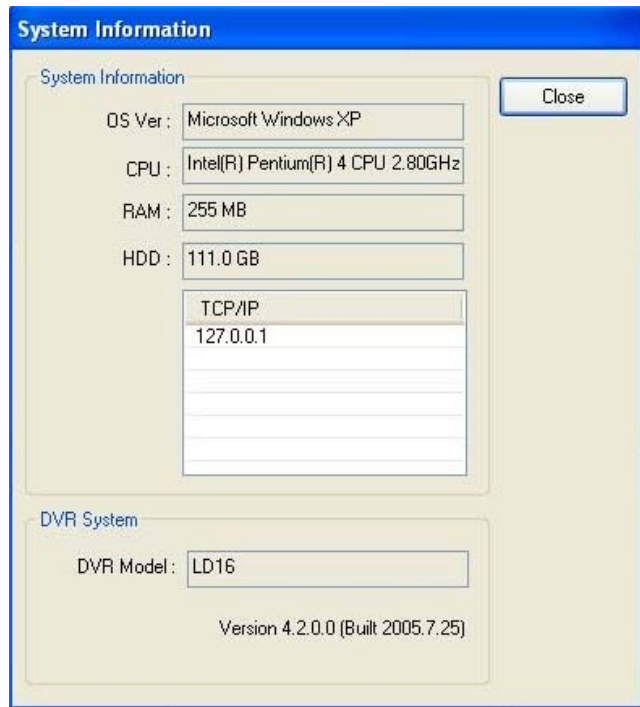 System Information
System Information
Close
OS Ver : Microsoft Windows XP
CPU : Intel(R) Pentium(R) 4 CPU 2.80GHz
RAM : 255 MB
HDD : 111.0 GB
TCP/IP
127.0.0.1
DVR System
DVR Model : LD16
Version 4.2.0.0 (Built 2005.7.25)